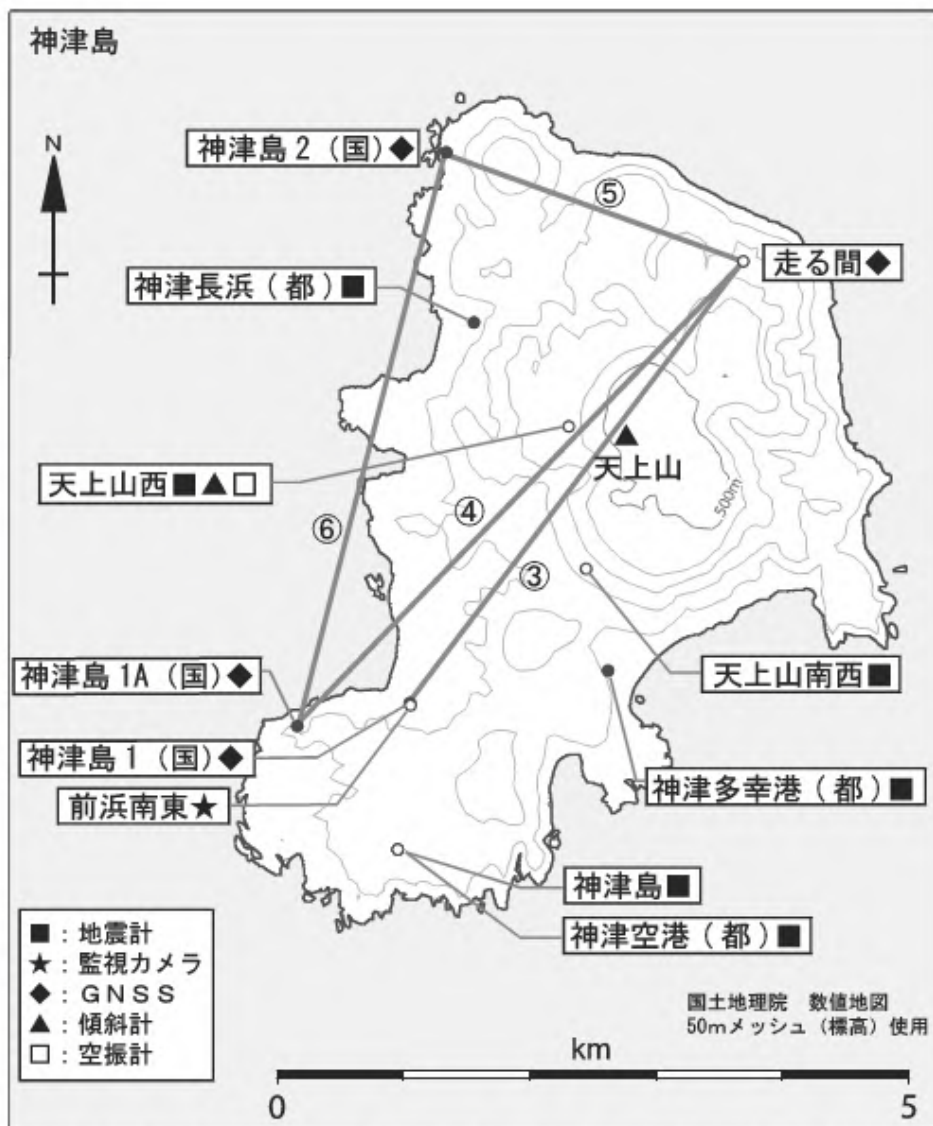 神津島
N
神津島2（国）◆
⑤
走る間◆
神津長浜（都）■
天上山
天上山西■▲□
500m
④
⑥
③
神津島1A（国）◆
天上山南西■
神津島1（国）◆
前浜南東★
神津多幸港（都）■
神津島■
神津空港（都）■
■：地震計
★：監視カメラ
◆：GNSS
▲：傾斜計
□：空振計
国土地理院　数値地図
50mメッシュ（標高）使用
km
0 5